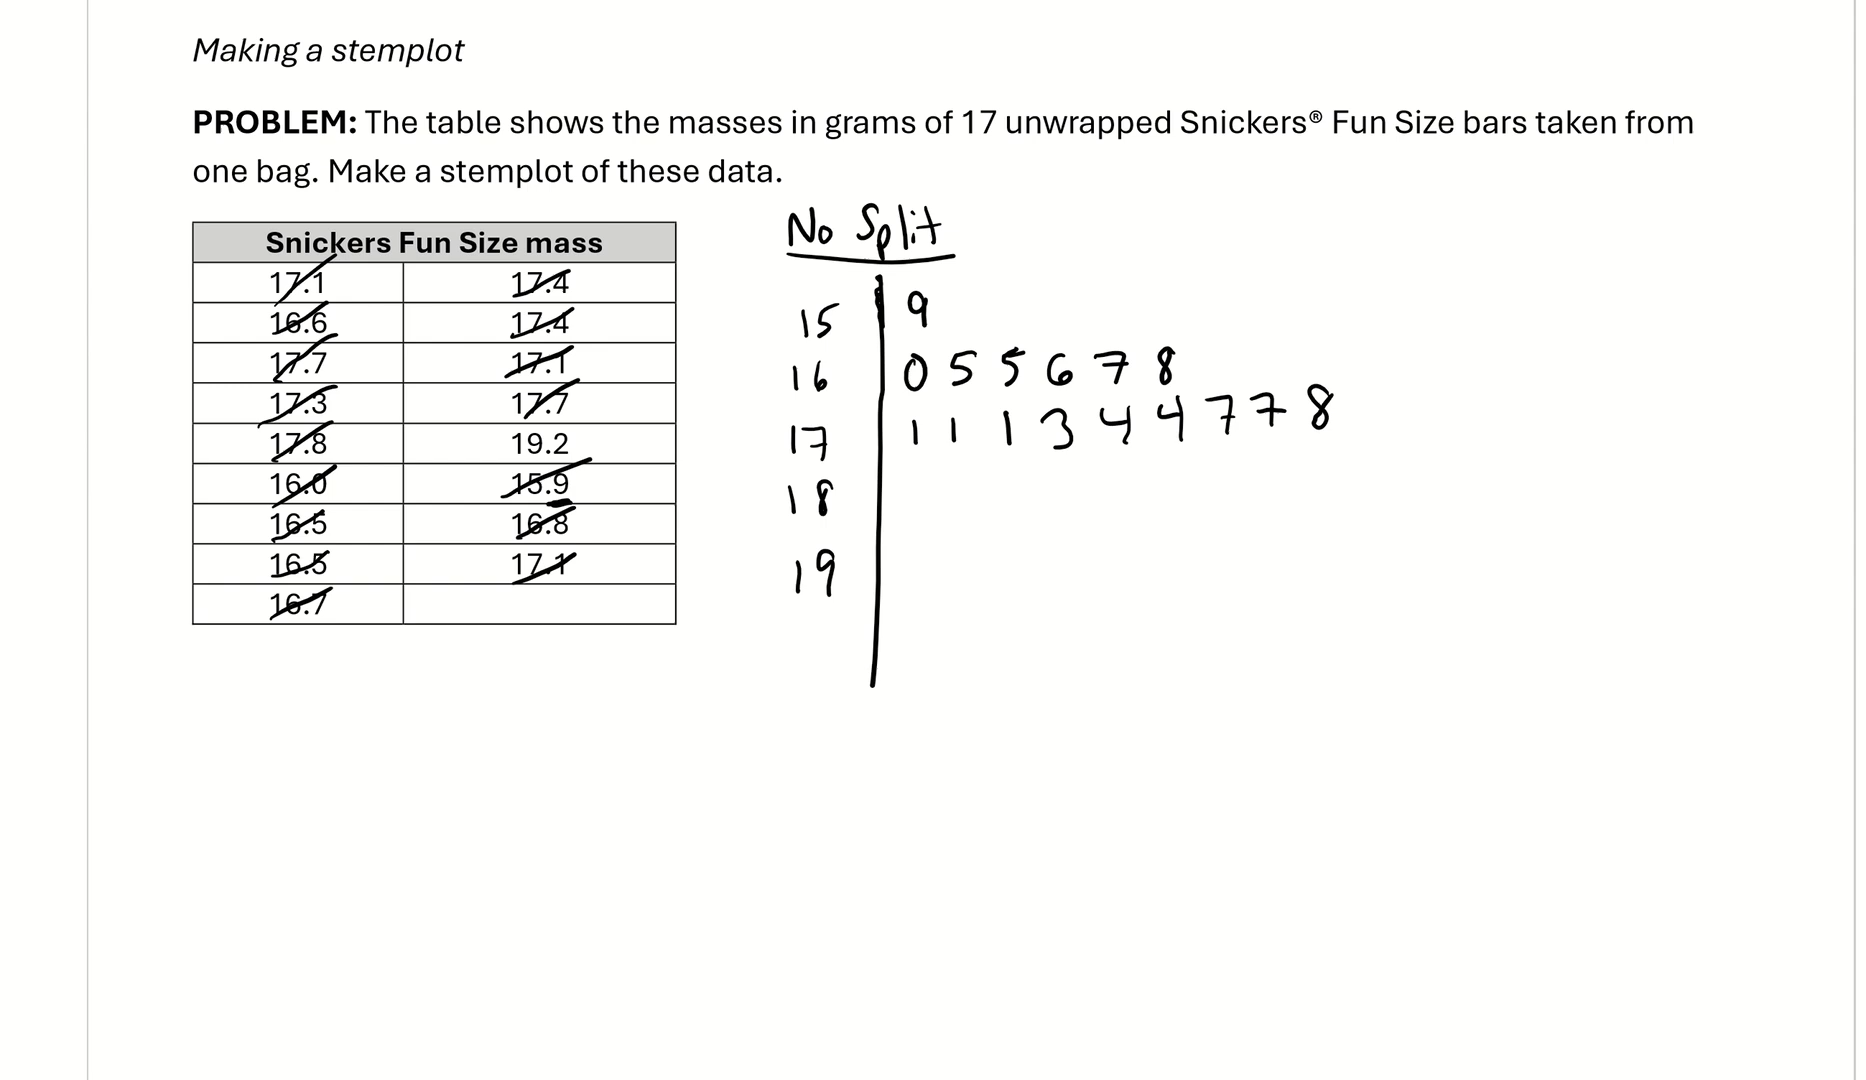 Making a stemplot
PROBLEM: The table shows the masses in grams of 17 unwrapped Snickers® Fun Size bars taken from
one bag. Make a stemplot of these data.
Snickers Fun Size mass
17.1 17.4
16.6 17.4
17.7 17.1
17.3 17.7
17.8 19.2
16.0 15.9
16.5 16.8
16.5 17.1
16.7
No Split
15 9
16 0 5 5 6 7 8
17 1 1 1 3 4 4 7 7 8
18
19